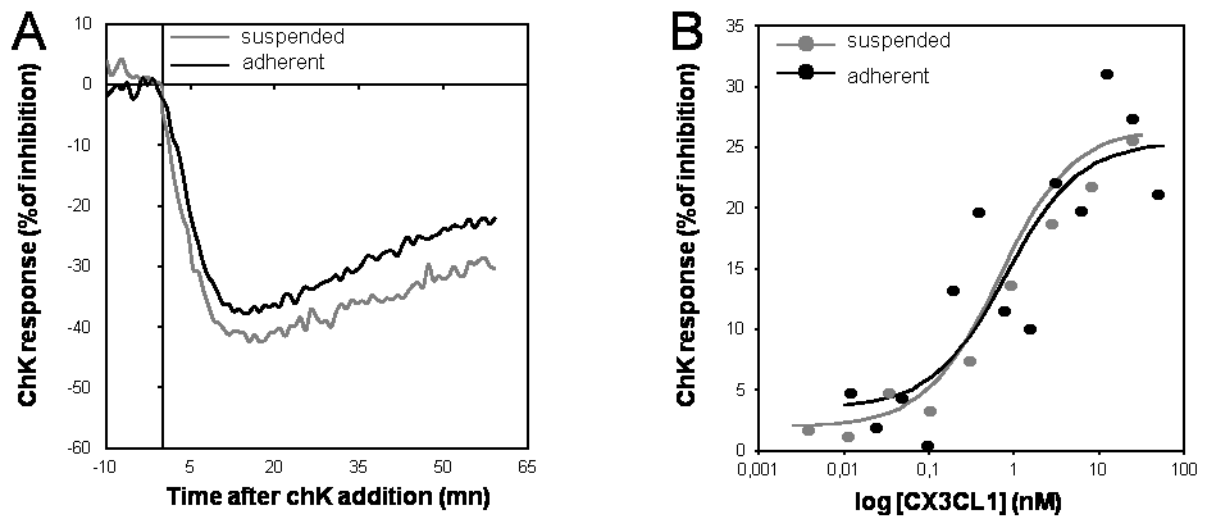 A
ChK response (% of inhibition)
10
0
-10
-20
-30
-40
-50
-60
suspended
adherent
-10 5 20 35 50 65
Time after chK addition (mn)
B
ChK response (% of inhibition)
35
30
25
20
15
10
5
0
suspended
adherent
0,001 0,01 0,1 1 10 100
log [CX3CL1] (nM)